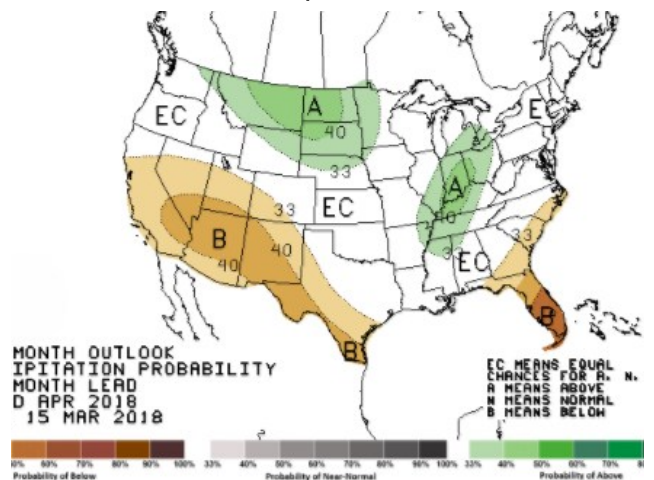 EC
A
EC
40
33
A
33
EC
40
B
40
33
40
EC
B
B
MONTH OUTLOOK
IPITATION PROBABILITY
MONTH LEAD
D APR 2018
15 MAR 2018
EC MEANS EQUAL
CHANCES FOR A, N,
A MEANS ABOVE
N MEANS NORMAL
B MEANS BELOW
60% 70% 80% 90% 100%
33% 40% 50% 60% 70% 80% 90% 100%
33% 40% 50% 60% 70%
Probability of Below
Probability of Near-Normal
Probability of Above